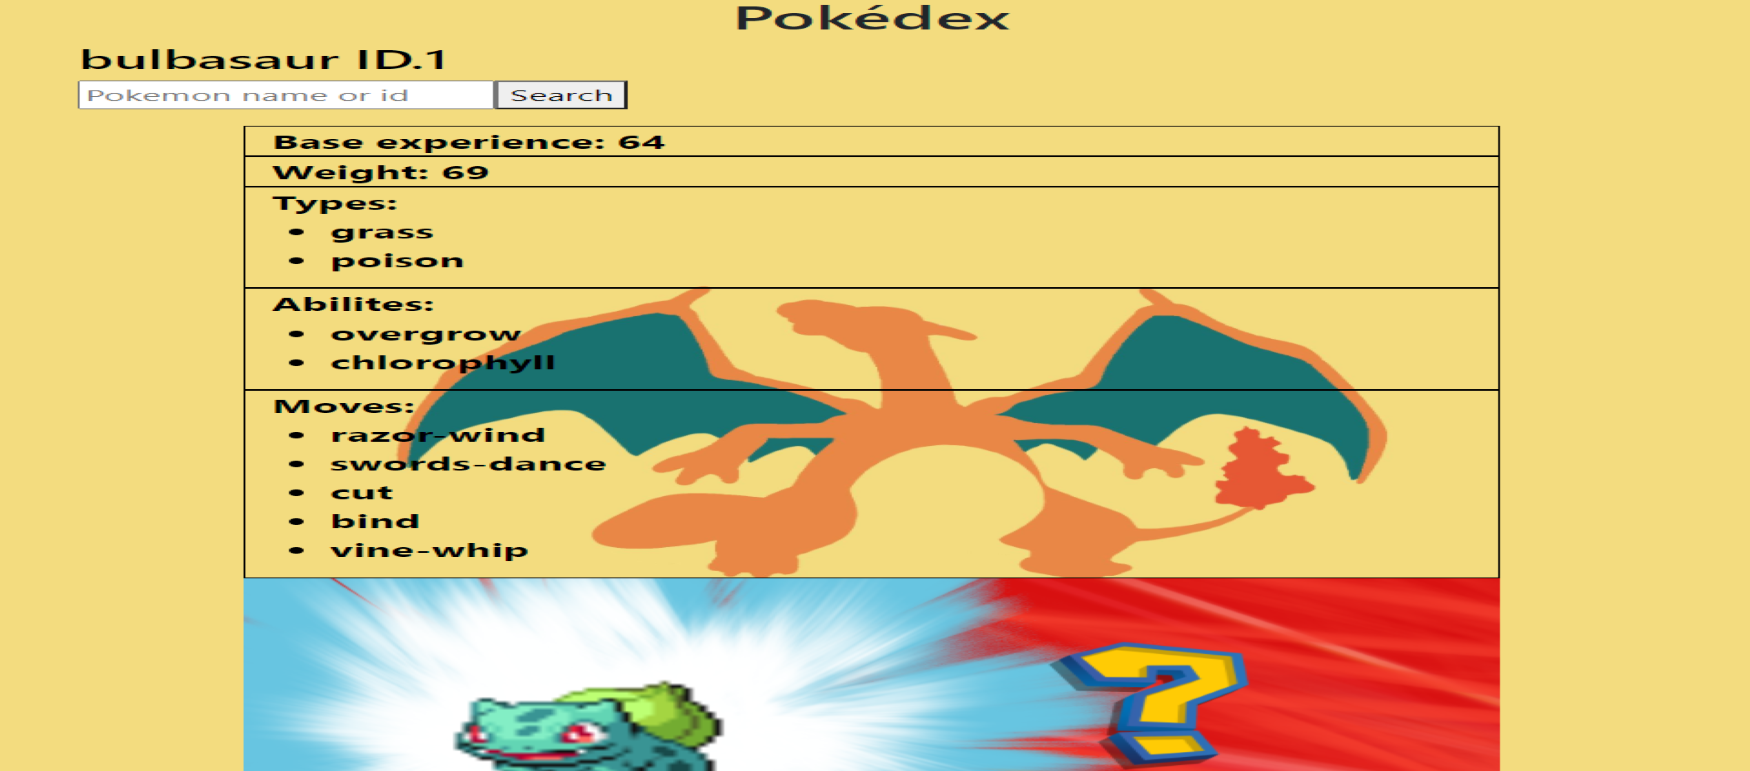 Pokédex
bulbasaur ID.1
Pokemon name or id Search
Base experience: 64
Weight: 69
Types:
• grass
• poison
Abilites:
• overgrow
• chlorophyll
Moves:
• razor-wind
• swords-dance
• cut
• bind
• vine-whip
?